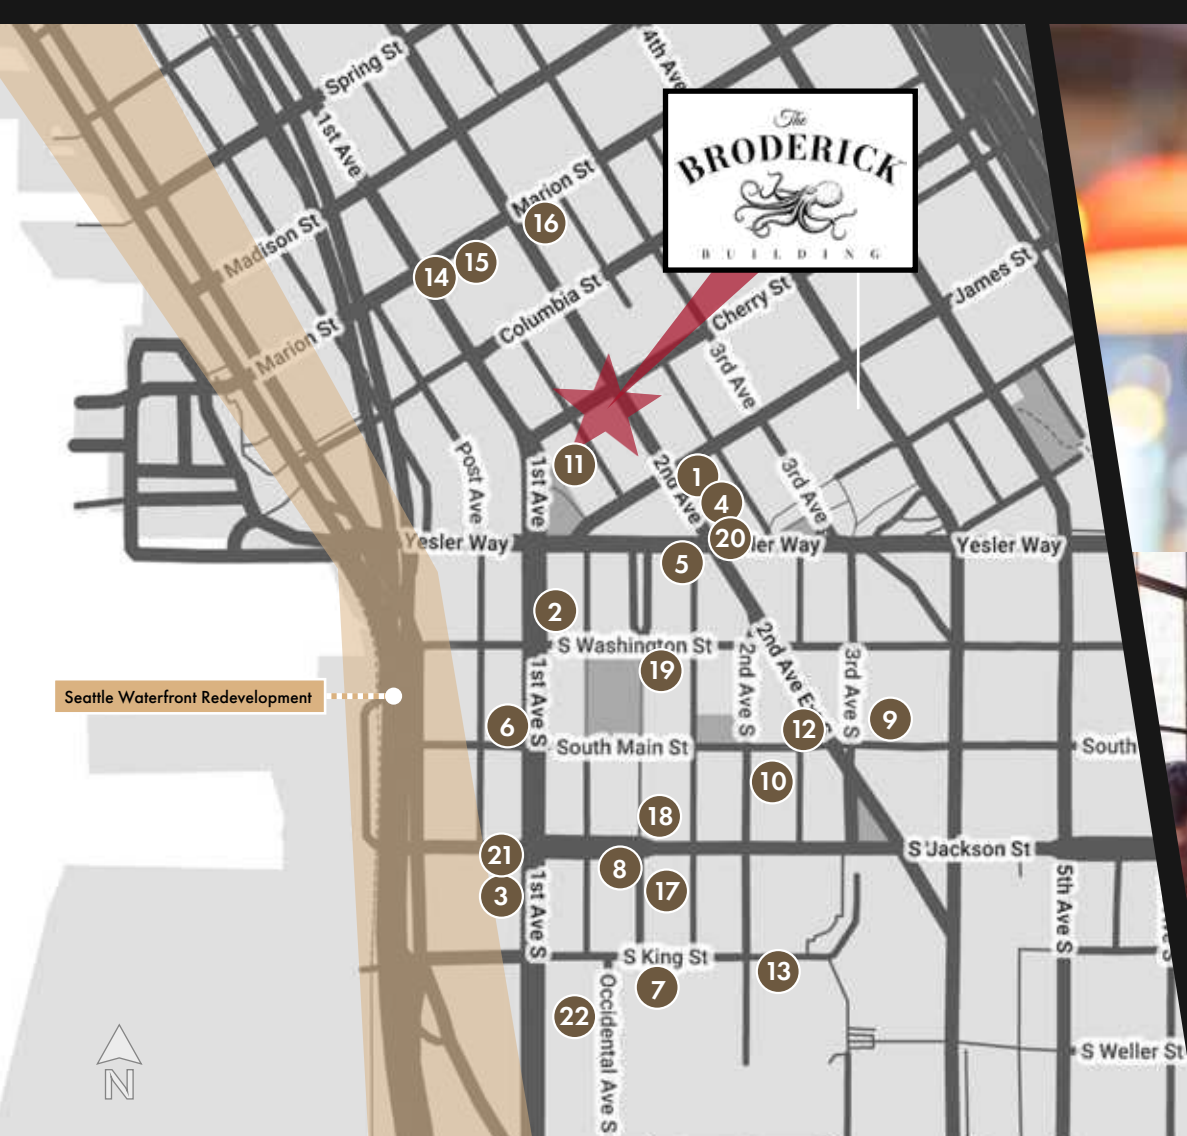 4th Ave
Spring St
1st Ave
The
BRODERICK
BUILDING
Marion St
16
Madison St
15
14
James St
Columbia St
Cherry St
Marion St
3rd Ave
11
Post Ave
1st Ave
2nd Ave
1
3rd Ave
4
20
Yesler Way
ler Way
Yesler Way
5
2
S Washington St
19
2nd Ave
1st Ave S
2nd Ave S
3rd Ave S
Seattle Waterfront Redevelopment
6
12
9
South Main St
South
10
18
21
8
S Jackson St
3
17
1st Ave S
5th Ave S
S King St
13
7
22
Occidental Ave S
S Weller St
N